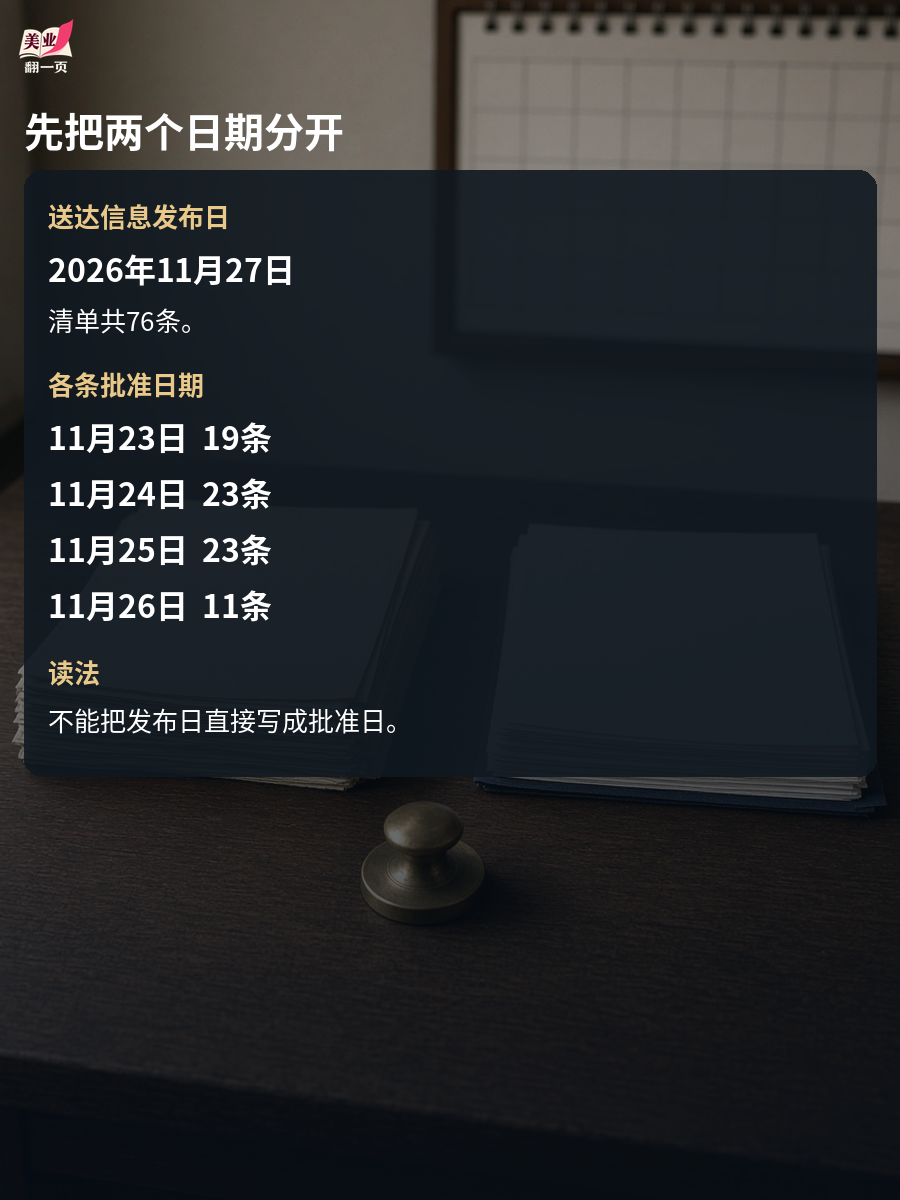 美业
翻一页
先把两个日期分开
送达信息发布日
2026年11月27日
清单共76条。
各条批准日期
11月23日 19条
11月24日 23条
11月25日 23条
11月26日 11条
读法
不能把发布日直接写成批准日。